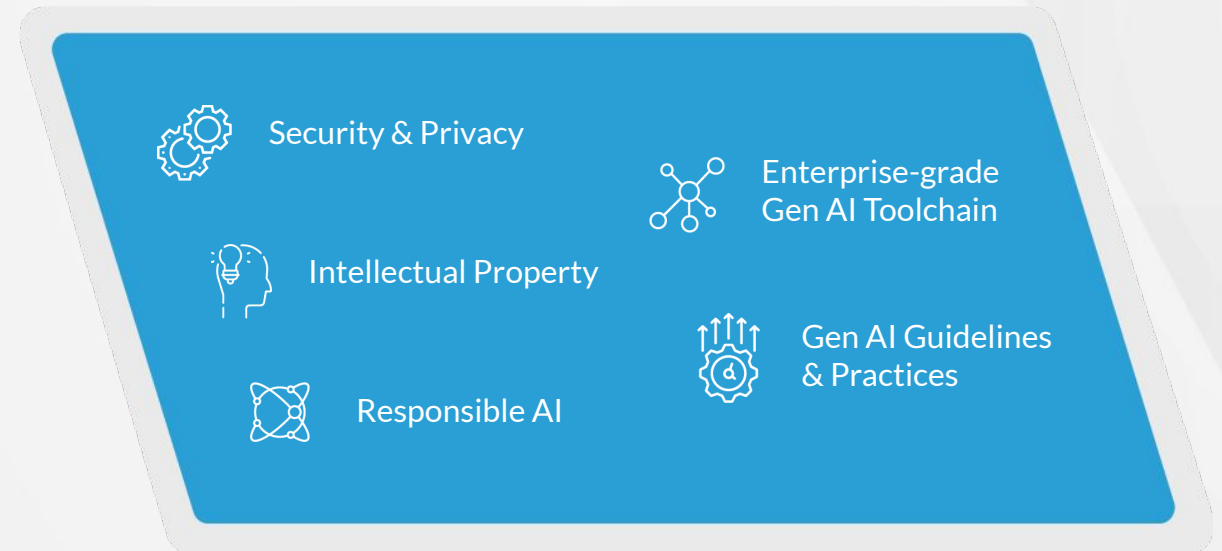 Security & Privacy
Intellectual Property
Responsible AI
Enterprise-grade
Gen AI Toolchain
Gen AI Guidelines
& Practices